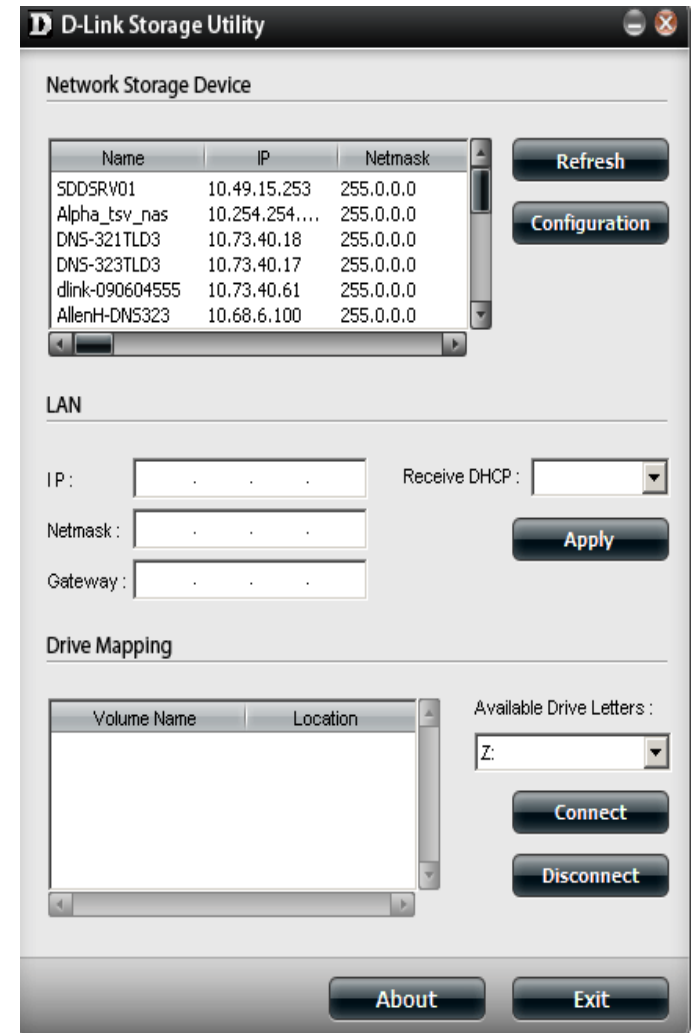 D D-Link Storage Utility
Network Storage Device
Name IP Netmask
SDDSRV01 10.49.15.253 255.0.0.0
Alpha_tsv_nas 10.254.254.... 255.0.0.0
DNS-321TLD3 10.73.40.18 255.0.0.0
DNS-323TLD3 10.73.40.17 255.0.0.0
dlink-090604555 10.73.40.61 255.0.0.0
AllenH-DNS323 10.68.6.100 255.0.0.0
Refresh
Configuration
LAN
IP : . . .
Receive DHCP :
Netmask : . . .
Apply
Gateway : . . .
Drive Mapping
Volume Name Location
Available Drive Letters :
Z:
Connect
Disconnect
About Exit